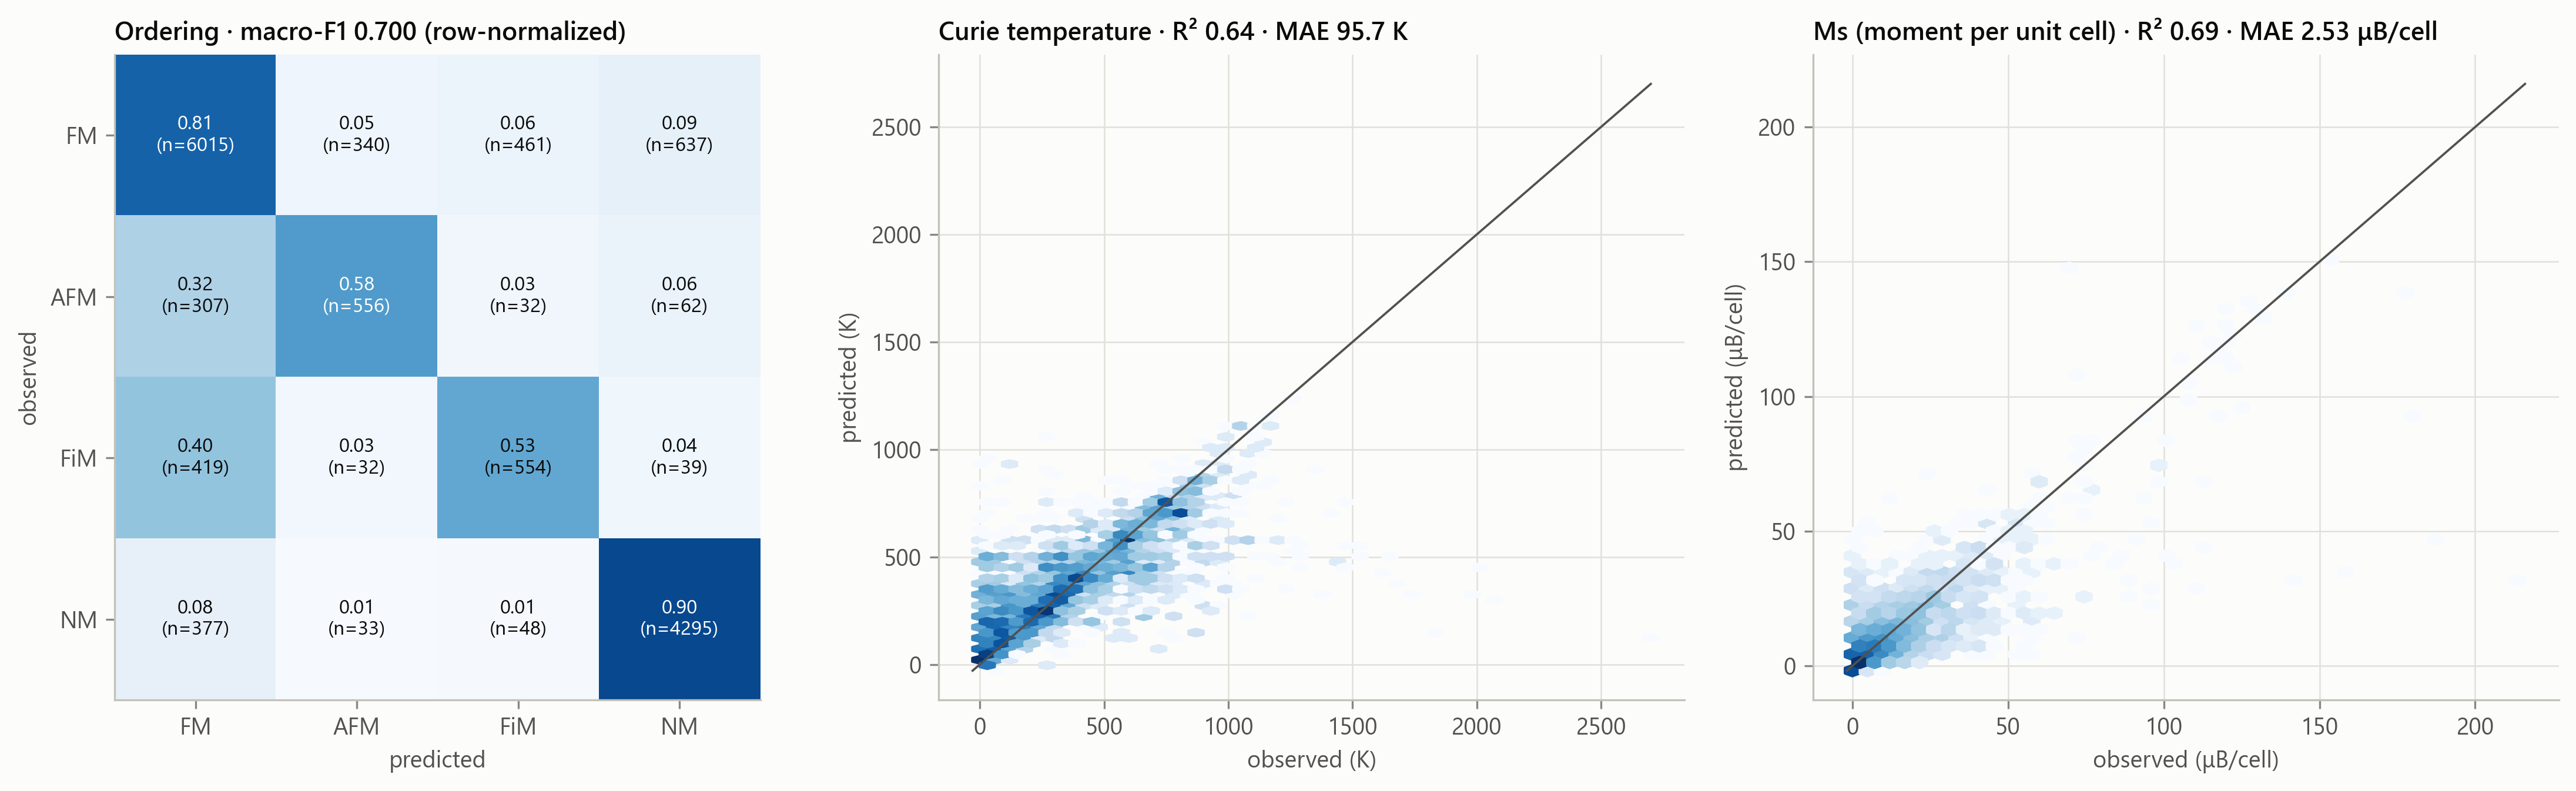 Ordering · macro-F1 0.700 (row-normalized)
observed
FM
0.81
(n=6015)
0.05
(n=340)
0.06
(n=461)
0.09
(n=637)
AFM
0.32
(n=307)
0.58
(n=556)
0.03
(n=32)
0.06
(n=62)
FiM
0.40
(n=419)
0.03
(n=32)
0.53
(n=554)
0.04
(n=39)
NM
0.08
(n=377)
0.01
(n=33)
0.01
(n=48)
0.90
(n=4295)
FM AFM FiM NM
predicted
Curie temperature · R² 0.64 · MAE 95.7 K
predicted (K)
2500
2000
1500
1000
500
0
0 500 1000 1500 2000 2500
observed (K)
Ms (moment per unit cell) · R² 0.69 · MAE 2.53 μB/cell
predicted (μB/cell)
200
150
100
50
0
0 50 100 150 200
observed (μB/cell)